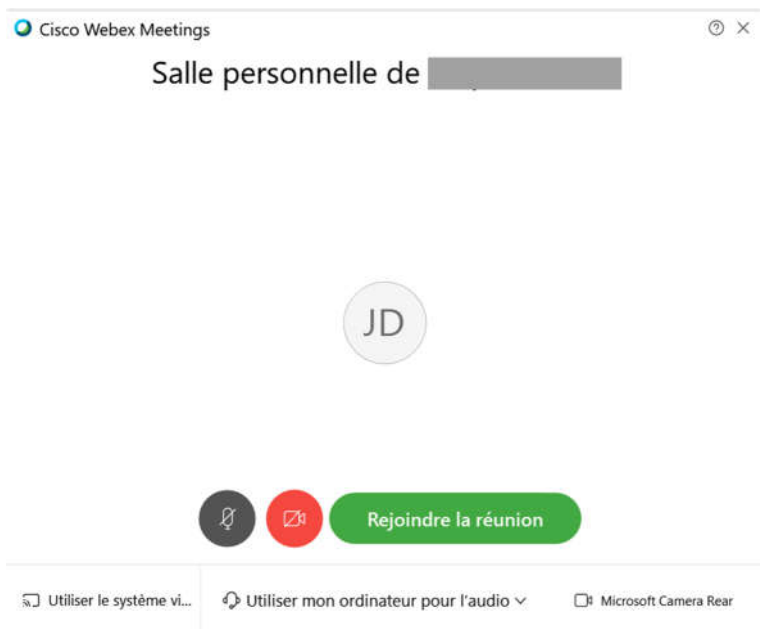 Cisco Webex Meetings
Salle personnelle de
JD
Rejoindre la réunion
Utiliser le système vi...
Utiliser mon ordinateur pour l'audio
Microsoft Camera Rear